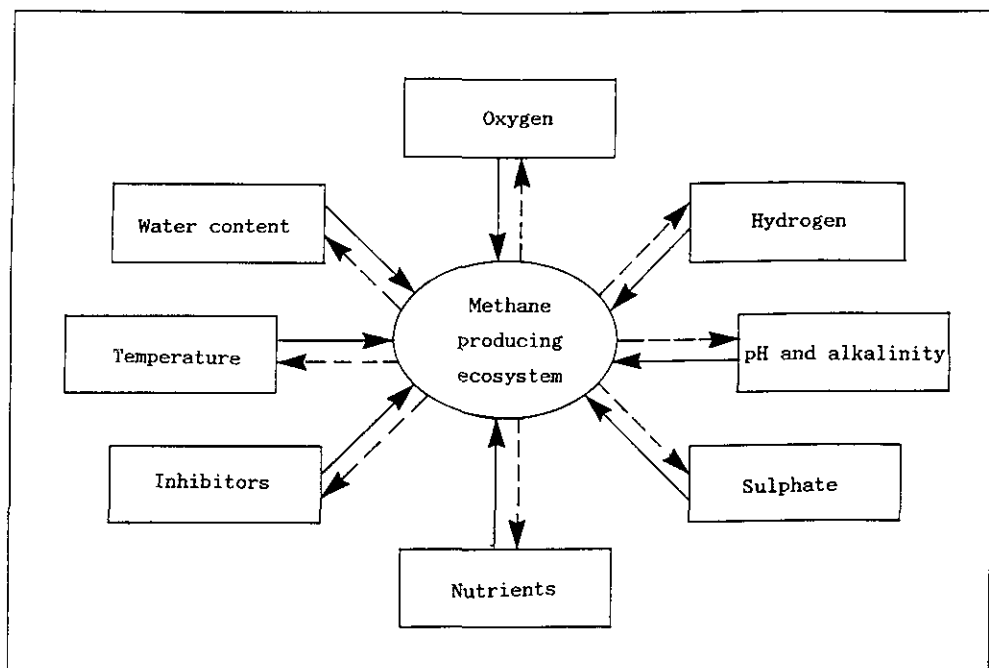 Oxygen
Water content
Hydrogen
Methane
producing
ecosystem
Temperature
pH and alkalinity
Inhibitors
Sulphate
Nutrients